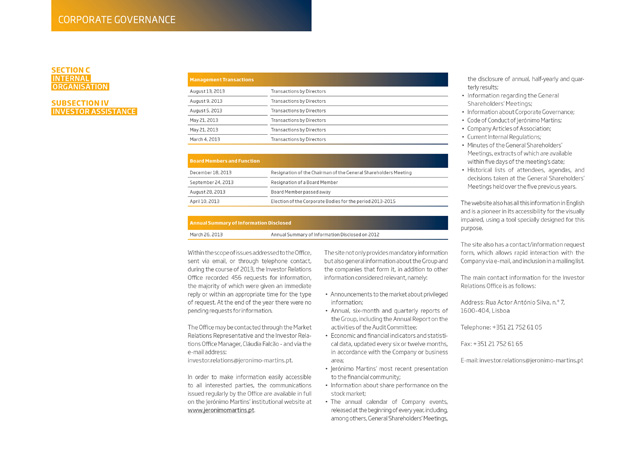 CORPORATE GOVERNANCE
SECTION C
INTERNAL
ORGANISATION
SUBSECTION IV
INVESTOR ASSISTANCE
Management Transactions
August 19, 2013 Transactions by Directors
August 9, 2013 Transactions by Directors
August 5, 2013 Transactions by Directors
May 21, 2013 Transactions by Directors
May 21, 2013 Transactions by Directors
March 4, 2013 Transactions by Directors
Board Members and Function
December 18, 2013 Resignation of the Chairman of the General Shareholders Meeting
September 24, 2013 Resignation of a Board Member
August 20, 2013 Board Member passed away
April 10, 2013 Election of the Corporate Bodies for the period 2013-2015
Annual Summary of Information Disclosed
March 26, 2013 Annual Summary of Information Disclosed on 2012
Within the scope of issues addressed to the Office,
sent via email, or through telephone contact,
during the course of 2013, the Investor Relations
Office recorded 456 requests for information,
the majority of which were given an immediate
reply or within an appropriate time for the type
of request. At the end of the year there were no
pending requests for information.
The Office may be contacted through the Market
Relations Representative and the Investor Rela-
tions Office Manager, Cláudia Falcão – and via the
e-mail address:
investor.relations@jeronimo-martins.pt.
In order to make information easily accessible
to all interested parties, the communications
issued regularly by the Office are available in full
on the Jerónimo Martins' institutional website at
www.jeronimomartins.pt.
The site not only provides mandatory information
but also general information about the Group and
the companies that form it, in addition to other
information considered relevant, namely:
• Announcements to the market about privileged
information;
• Annual, six-month and quarterly reports of
the Group, including the Annual Report on the
activities of the Audit Committee;
• Economic and financial indicators and statisti-
cal data, updated every six or twelve months,
in accordance with the Company or business
area;
• Jerónimo Martins' most recent presentation
to the financial community;
• Information about share performance on the
stock market;
• The annual calendar of Company events,
released at the beginning of every year, including,
among others, General Shareholders' Meetings,
the disclosure of annual, half-yearly and quar-
terly results;
• Information regarding the General
Shareholders' Meetings;
• Information about Corporate Governance;
• Code of Conduct of Jerónimo Martins;
• Company Articles of Association;
• Current Internal Regulations;
• Minutes of the General Shareholders'
Meetings, extracts of which are available
within five days of the meeting's date;
• Historical lists of attendees, agendas, and
decisions taken at the General Shareholders'
Meetings held over the five previous years.
The website also has all this information in English
and is a pioneer in its accessibility for the visually
impaired, using a tool specially designed for this
purpose.
The site also has a contact/information request
form, which allows rapid interaction with the
Company via e-mail, and inclusion in a mailing list.
The main contact information for the Investor
Relations Office is as follows:
Address: Rua Actor António Silva, n.º 7,
1600-404, Lisboa
Telephone: +351 21 752 61 05
Fax: +351 21 752 61 65
E-mail: investor.relations@jeronimo-martins.pt